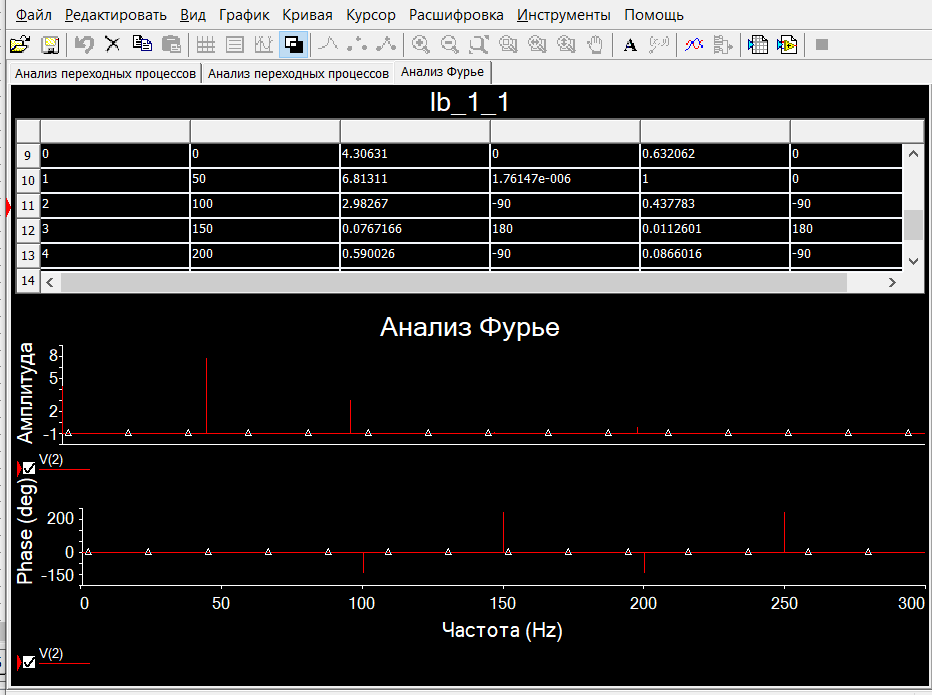 Файл Редактировать Вид График Кривая Курсор Расшифровка Инструменты Помощь
A
Анализ переходных процессов Анализ переходных процессов Анализ Фурье
lb_1_1
9 0 0 4.30631 0 0.632062 0
10 1 50 6.81311 1.76147e-006 1 0
11 2 100 2.98267 -90 0.437783 -90
12 3 150 0.0767166 180 0.0112601 180
13 4 200 0.590026 -90 0.0866016 -90
14
Анализ Фурье
Амплитуда
8
5
2
-1
V(2)
Phase (deg)
200
0
-150
0 50 100 150 200 250 300
Частота (Hz)
V(2)